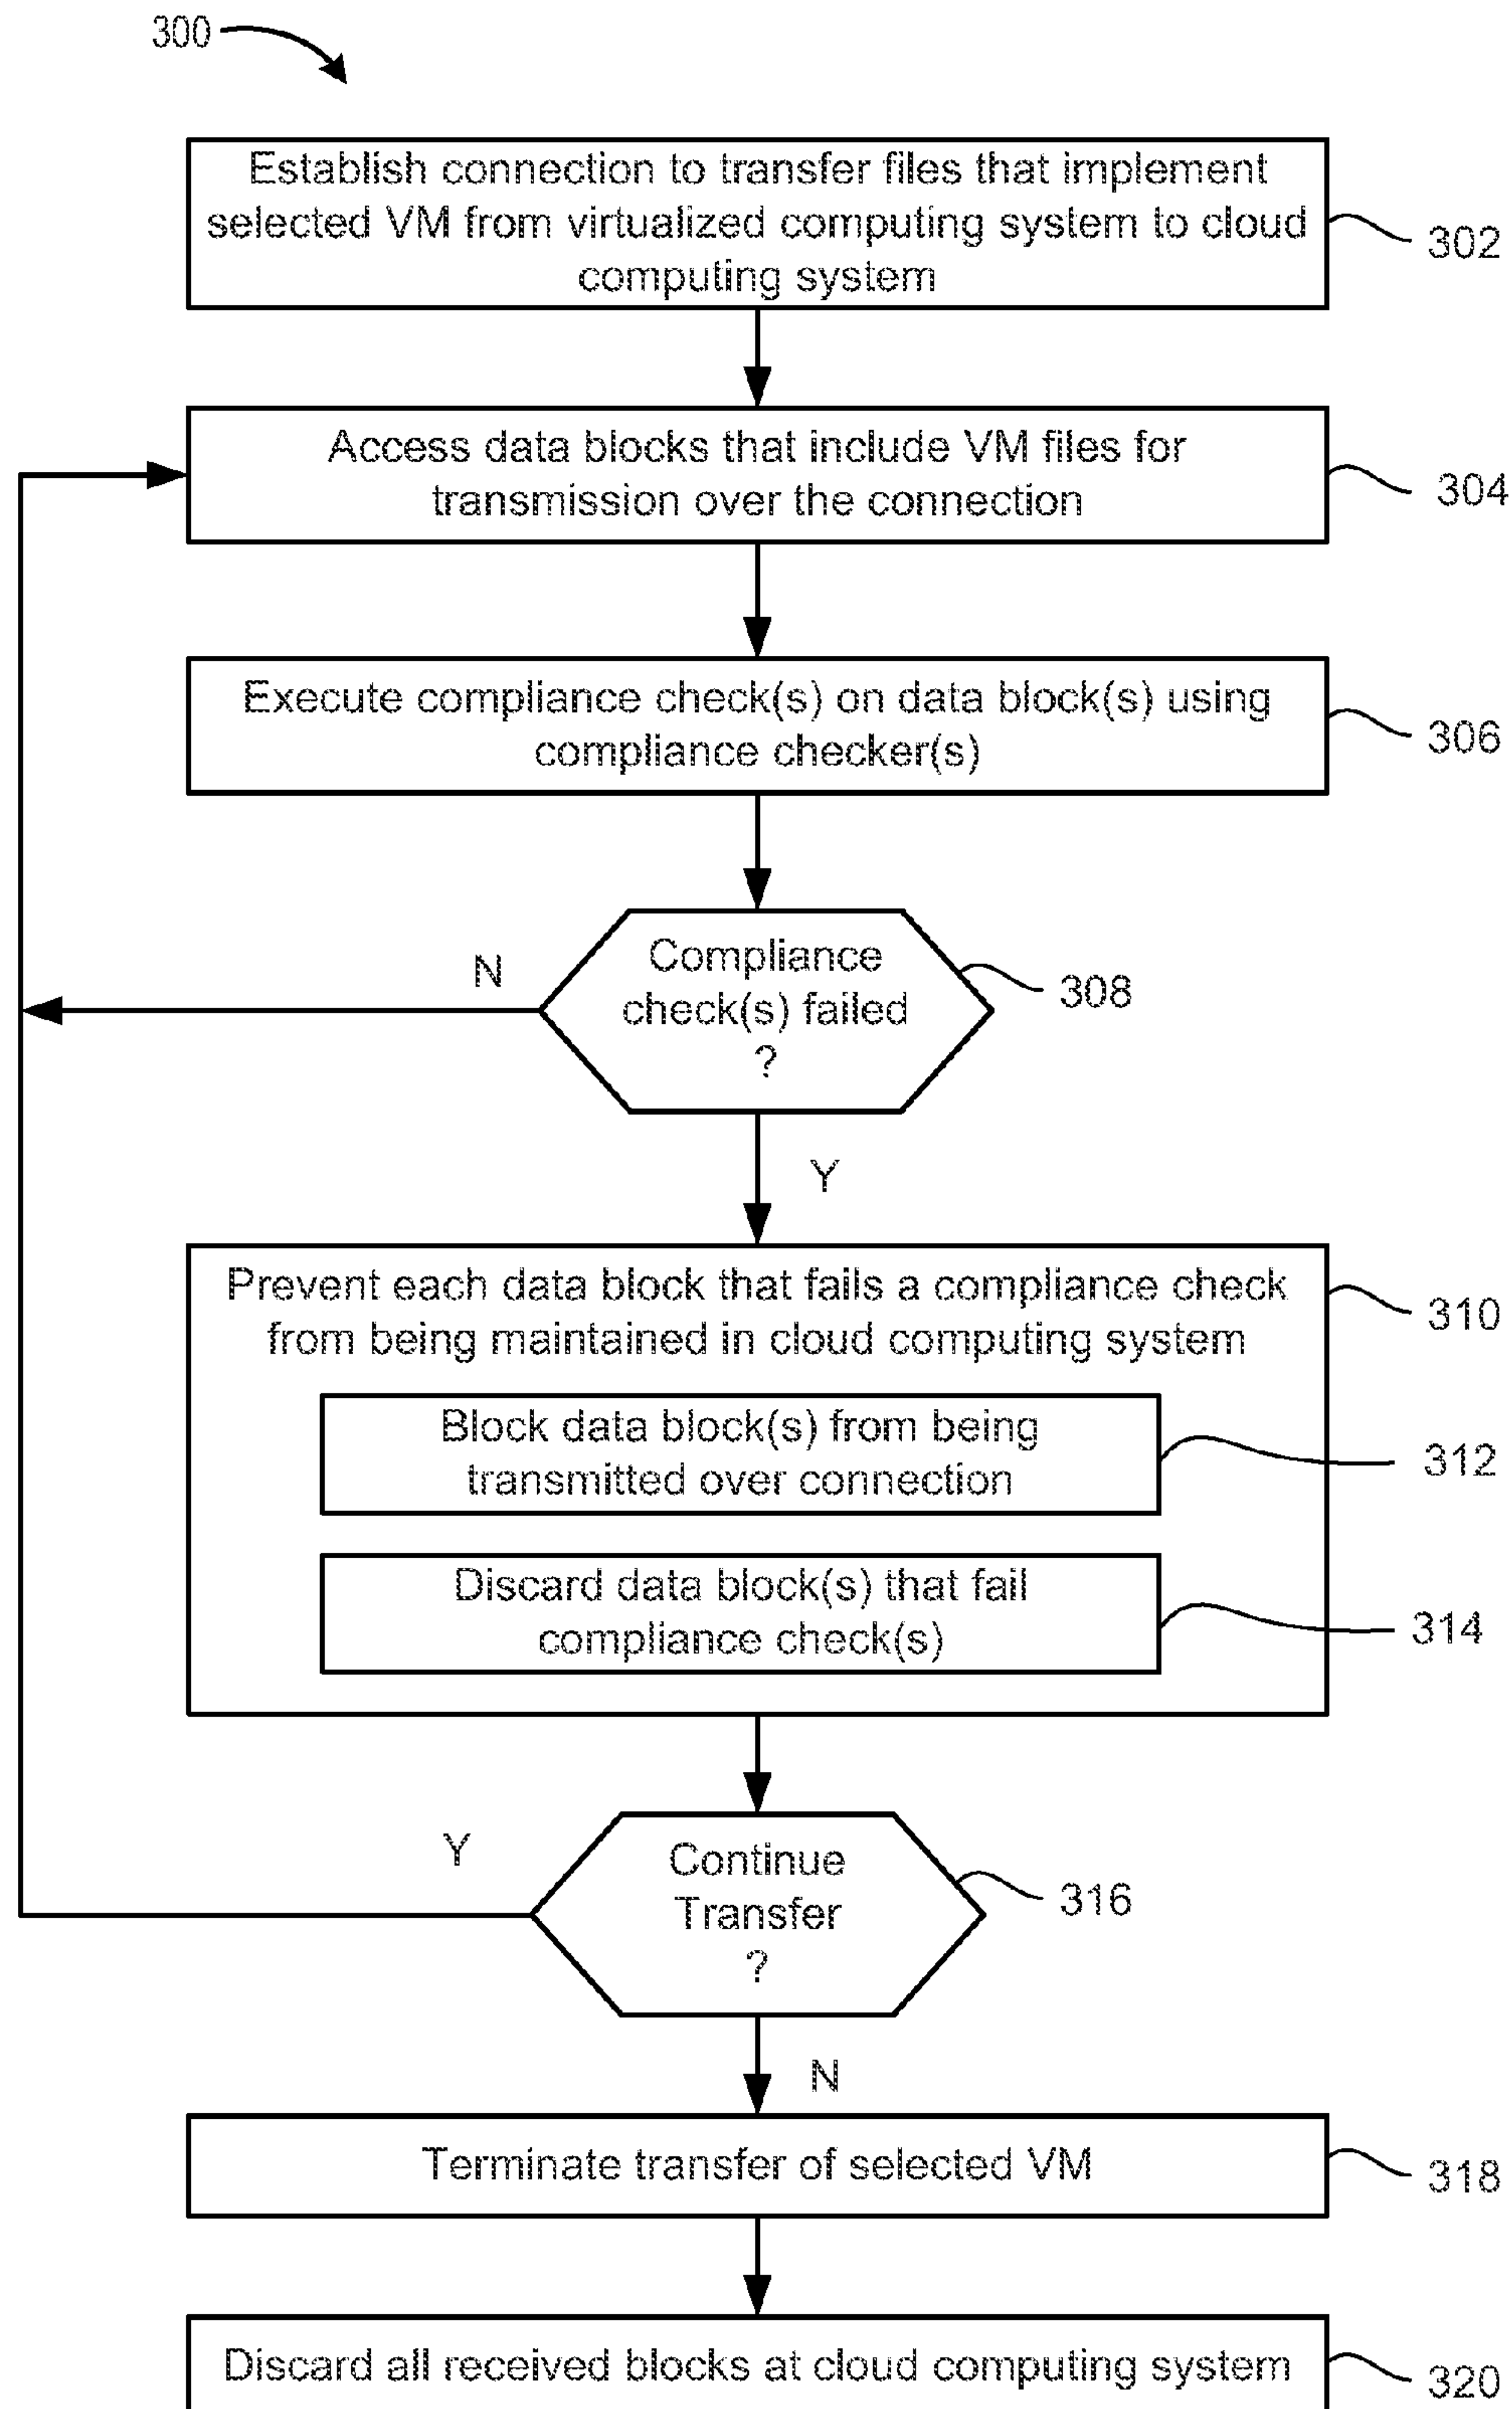 300
Establish connection to transfer files that implement
selected VM from virtualized computing system to cloud
computing system
302
Access data blocks that include VM files for
transmission over the connection
304
Execute compliance check(s) on data block(s) using
compliance checker(s)
306
Compliance
check(s) failed
?
308
N
Y
Prevent each data block that fails a compliance check
from being maintained in cloud computing system
310
Block data block(s) from being
transmitted over connection
312
Discard data block(s) that fail
compliance check(s)
314
Continue
Transfer
?
316
Y
N
Terminate transfer of selected VM
318
Discard all received blocks at cloud computing system
320